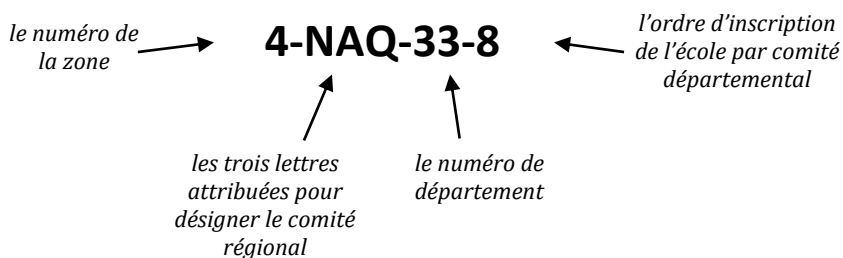 le numéro de
la zone
4-NAQ-33-8
l’ordre d’inscription
de l’école par comité
départemental
les trois lettres
attribuées pour
désigner le comité
régional
le numéro de
département